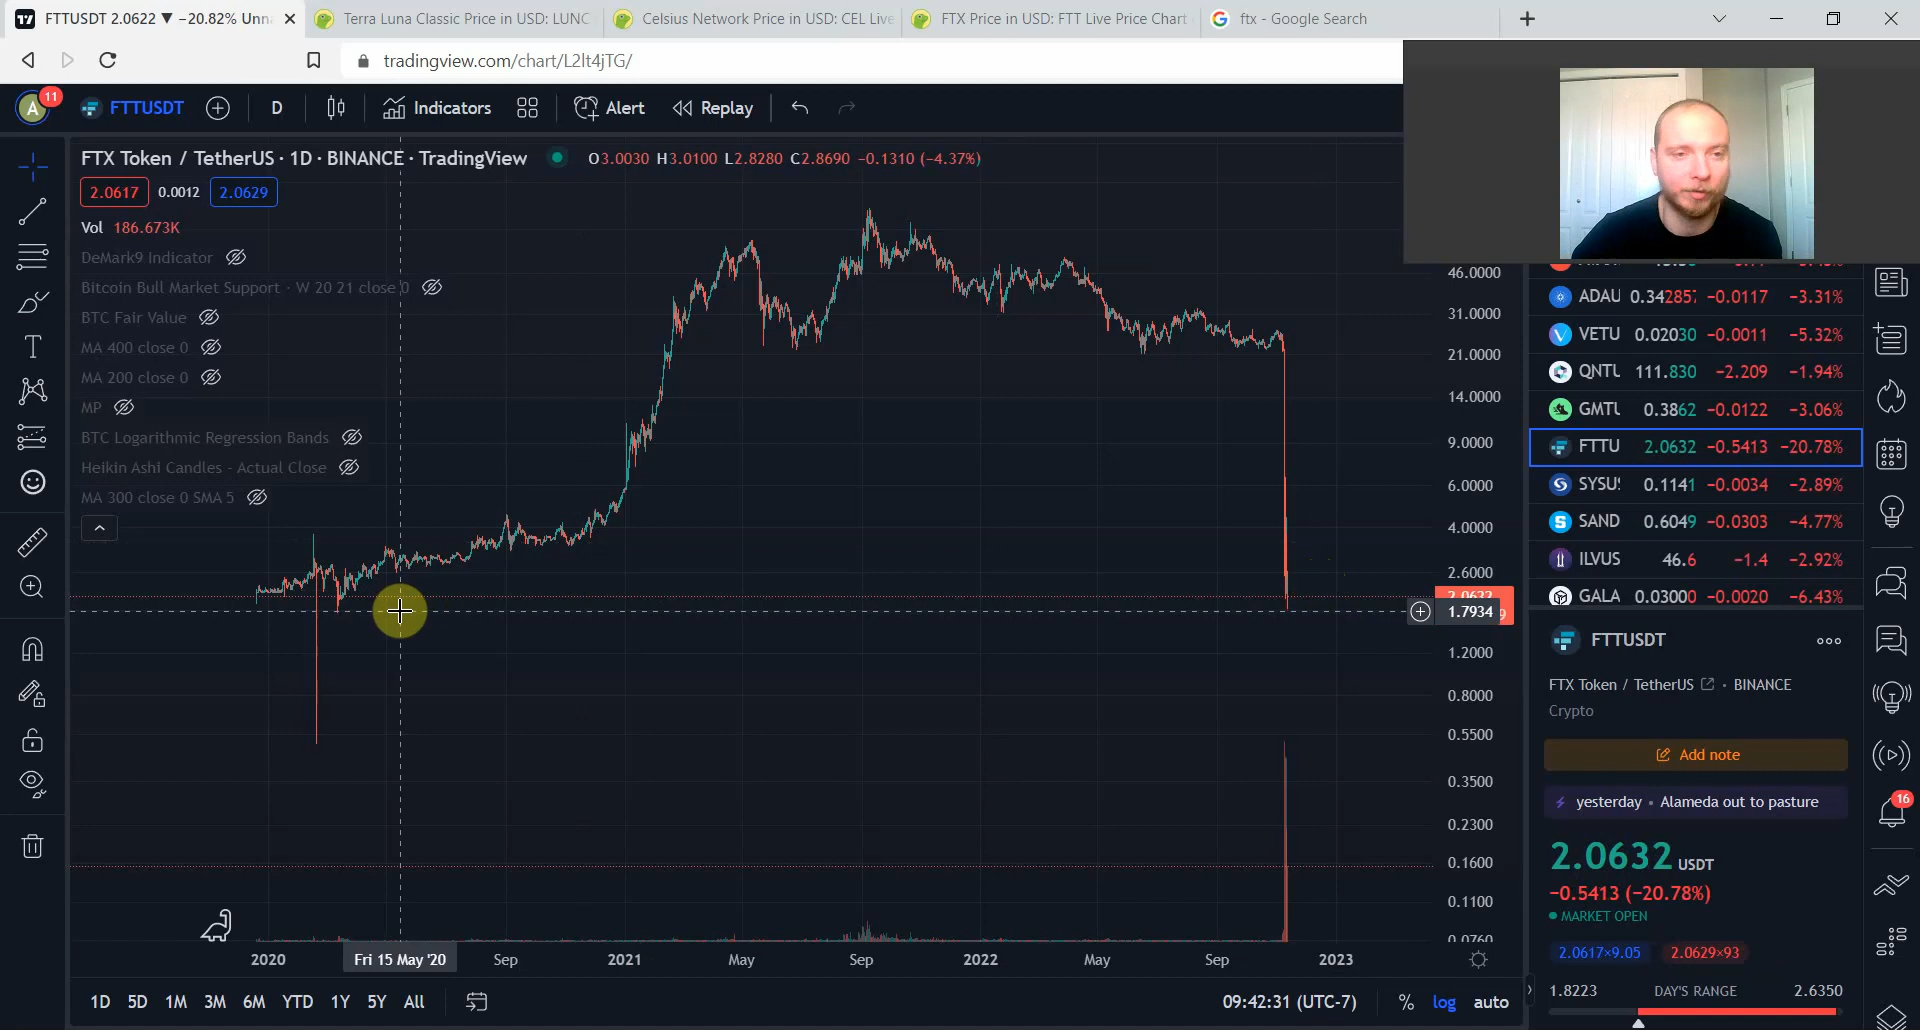 FTTUSDT 2.0622 ▼ −20.82% Unna
Terra Luna Classic Price in USD: LUNC
Celsius Network Price in USD: CEL Live
FTX Price in USD: FTT Live Price Chart
ftx - Google Search
tradingview.com/chart/L2lt4jTG/
A
11
FTTUSDT
D
Indicators
Alert
Replay
FTX Token / TetherUS · 1D · BINANCE · TradingView
O3.0030 H3.0100 L2.8280 C2.8690 −0.1310 (−4.37%)
2.0617
0.0012
2.0629
Vol 186.673K
DeMark9 Indicator
Bitcoin Bull Market Support · W 20 21 close 0
BTC Fair Value
MA 400 close 0
MA 200 close 0
MP
BTC Logarithmic Regression Bands
Heikin Ashi Candles - Actual Close
MA 300 close 0 SMA 5
46.0000
31.0000
21.0000
14.0000
9.0000
6.0000
4.0000
2.6000
2.0632
1.7934
1.2000
0.8000
0.5500
0.3500
0.2300
0.1600
0.1100
0.0760
2020
Fri 15 May '20
Sep
2021
May
Sep
2022
May
Sep
2023
1D 5D 1M 3M 6M YTD 1Y 5Y All
09:42:31 (UTC-7)
% log auto
ADAU 0.342857 −0.0117 −3.31%
VETU 0.02030 −0.0011 −5.32%
QNTU 111.830 −2.209 −1.94%
GMTU 0.3862 −0.0122 −3.06%
FTTU 2.0632 −0.5413 −20.78%
SYSU 0.1141 −0.0034 −2.89%
SAND 0.6049 −0.0303 −4.77%
ILVUS 46.6 −1.4 −2.92%
GALA 0.03000 −0.0020 −6.43%
FTTUSDT
FTX Token / TetherUS · BINANCE
Crypto
Add note
yesterday • Alameda out to pasture
2.0632 USDT
−0.5413 (−20.78%)
MARKET OPEN
2.0617×9.05
2.0629×93
1.8223 DAY'S RANGE 2.6350
16